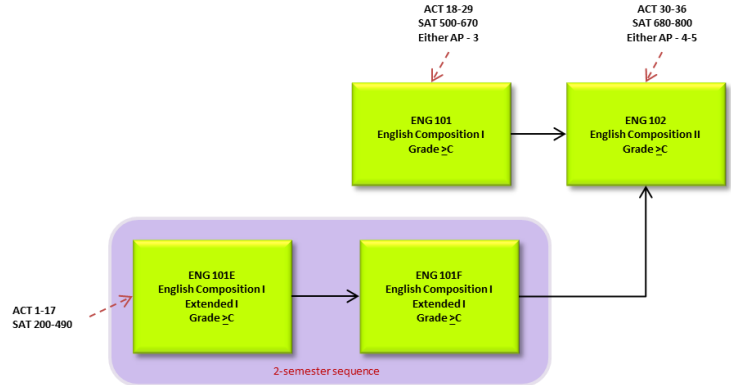 ACT 18-29
SAT 500-670
Either AP - 3
ACT 30-36
SAT 680-800
Either AP - 4-5
ENG 101
English Composition I
Grade ≥C
ENG 102
English Composition II
Grade ≥C
ENG 101E
English Composition I
Extended I
Grade ≥C
ENG 101F
English Composition I
Extended I
Grade ≥C
ACT 1-17
SAT 200-490
2-semester sequence